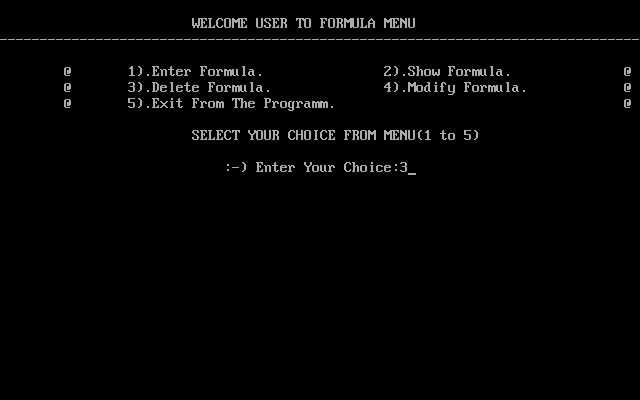 WELCOME USER TO FORMULA MENU
--------------------------------------------------------------------------------
@ 1).Enter Formula. 2).Show Formula. @
@ 3).Delete Formula. 4).Modify Formula. @
@ 5).Exit From The Programm. @
SELECT YOUR CHOICE FROM MENU(1 to 5)
:-) Enter Your Choice:3_